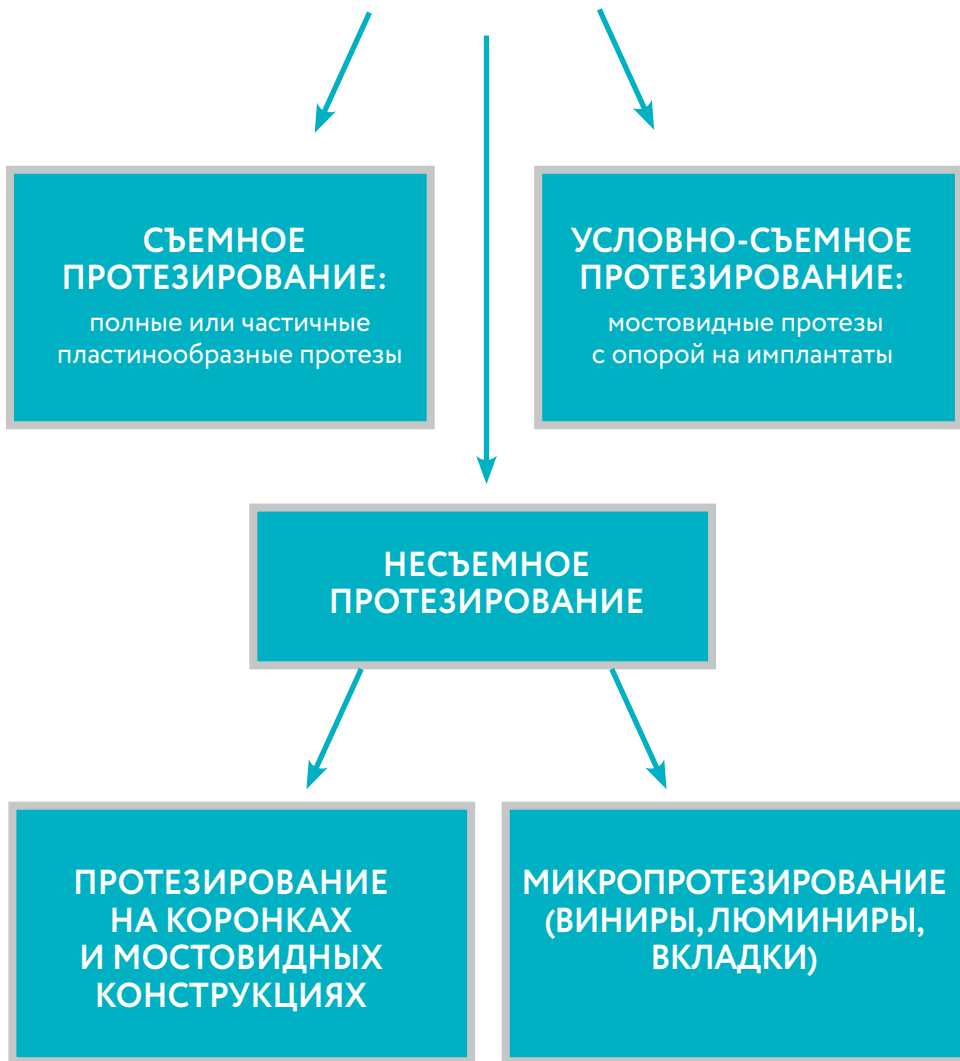 СЪЕМНОЕ
ПРОТЕЗИРОВАНИЕ:
полные или частичные
пластинообразные протезы
УСЛОВНО-СЪЕМНОЕ
ПРОТЕЗИРОВАНИЕ:
мостовидные протезы
с опорой на имплантаты
НЕСЪЕМНОЕ
ПРОТЕЗИРОВАНИЕ
ПРОТЕЗИРОВАНИЕ
НА КОРОНКАХ
И МОСТОВИДНЫХ
КОНСТРУКЦИЯХ
МИКРОПРОТЕЗИРОВАНИЕ
(ВИНИРЫ, ЛЮМИНИРЫ,
ВКЛАДКИ)